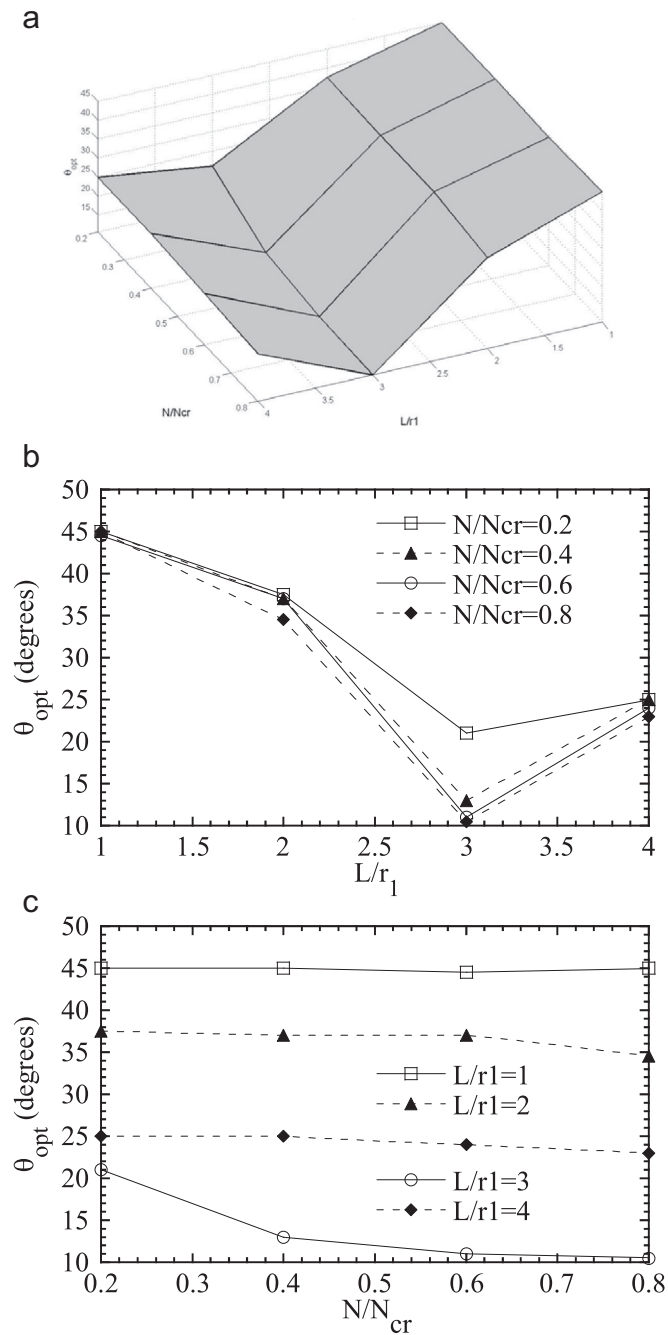 a
45
40
35
30
25
20
15
θopt
0.2
0.3
0.4
0.5
0.6
0.7
0.8
N/Ncr
4
3.5
3
2.5
2
1.5
1
L/r1
b
50
45
40
35
30
25
20
15
10
θopt (degrees)
N/Ncr=0.2
N/Ncr=0.4
N/Ncr=0.6
N/Ncr=0.8
1 1.5 2 2.5 3 3.5 4
L/r1
c
50
45
40
35
30
25
20
15
10
θopt (degrees)
L/r1=1
L/r1=2
L/r1=3
L/r1=4
0.2 0.3 0.4 0.5 0.6 0.7 0.8
N/Ncr